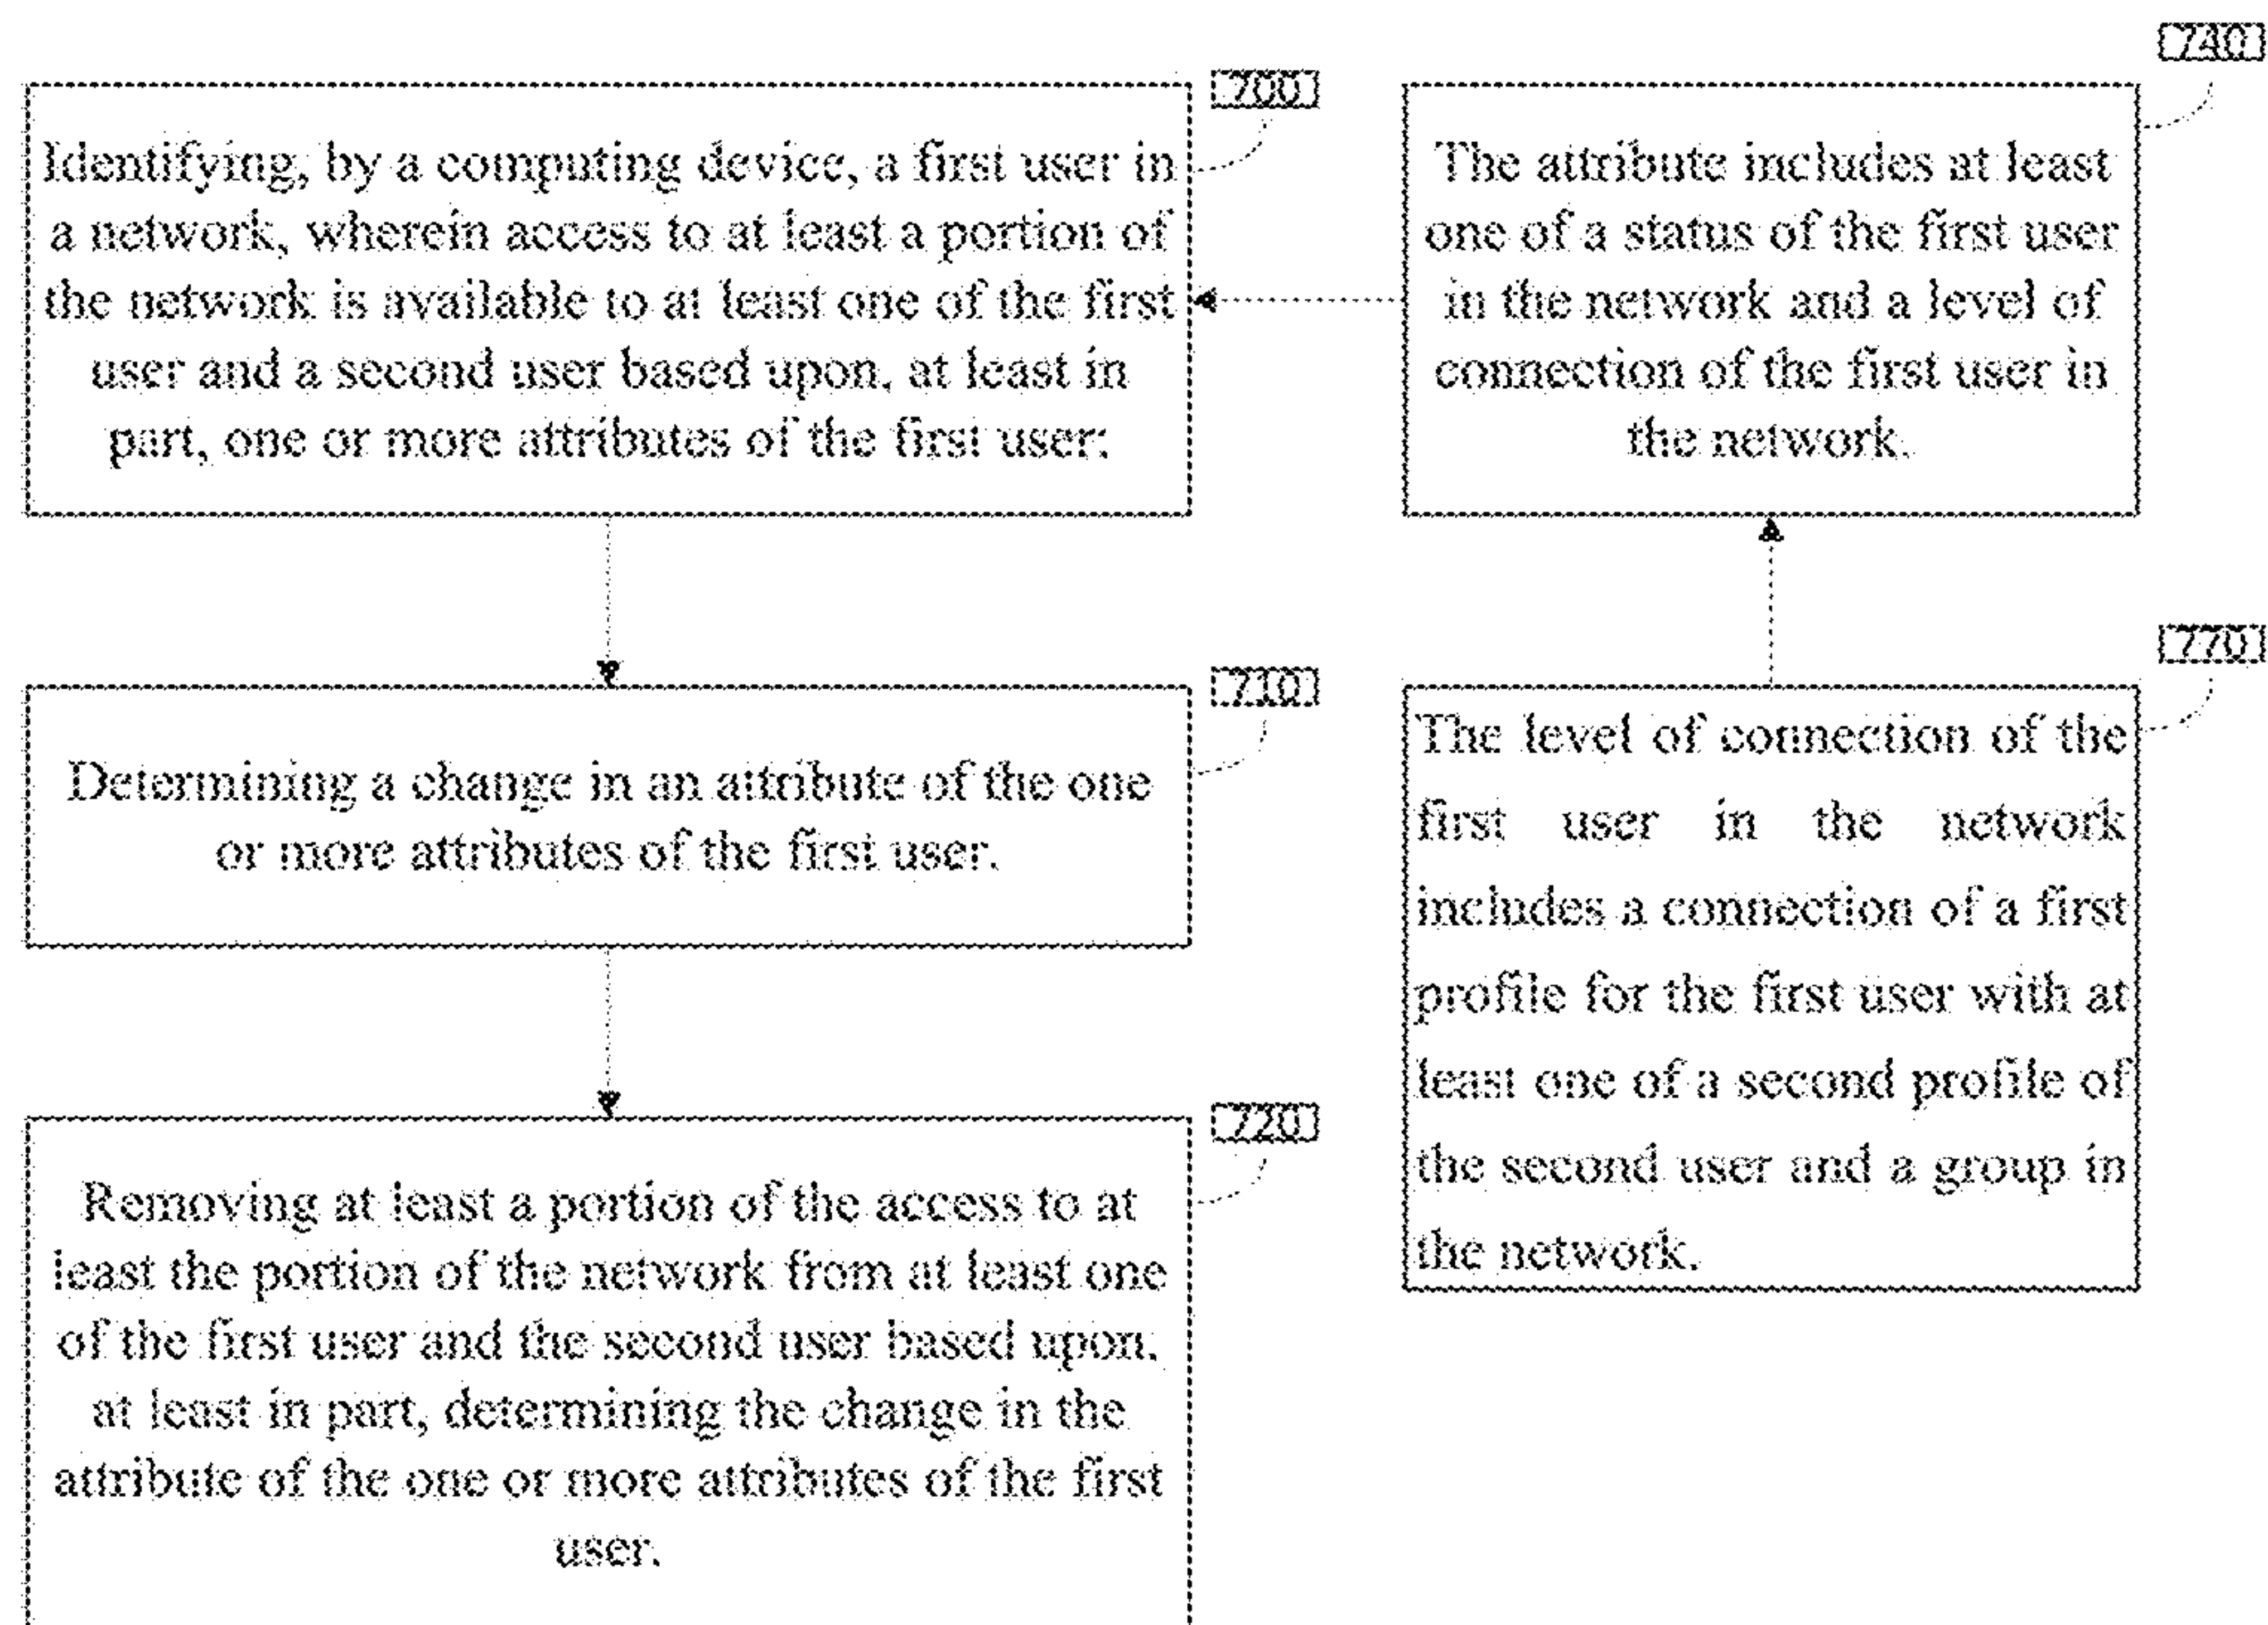 700
Identifying, by a computing device, a first user in
a network, wherein access to at least a portion of
the network is available to at least one of the first
user and a second user based upon, at least in
part, one or more attributes of the first user;
740
The attribute includes at least
one of a status of the first user
in the network and a level of
connection of the first user in
the network.
710
Determining a change in an attribute of the one
or more attributes of the first user.
770
The level of connection of the
first user in the network
includes a connection of a first
profile for the first user with at
least one of a second profile of
the second user and a group in
the network.
720
Removing at least a portion of the access to at
least the portion of the network from at least one
of the first user and the second user based upon,
at least in part, determining the change in the
attribute of the one or more attributes of the first
user.